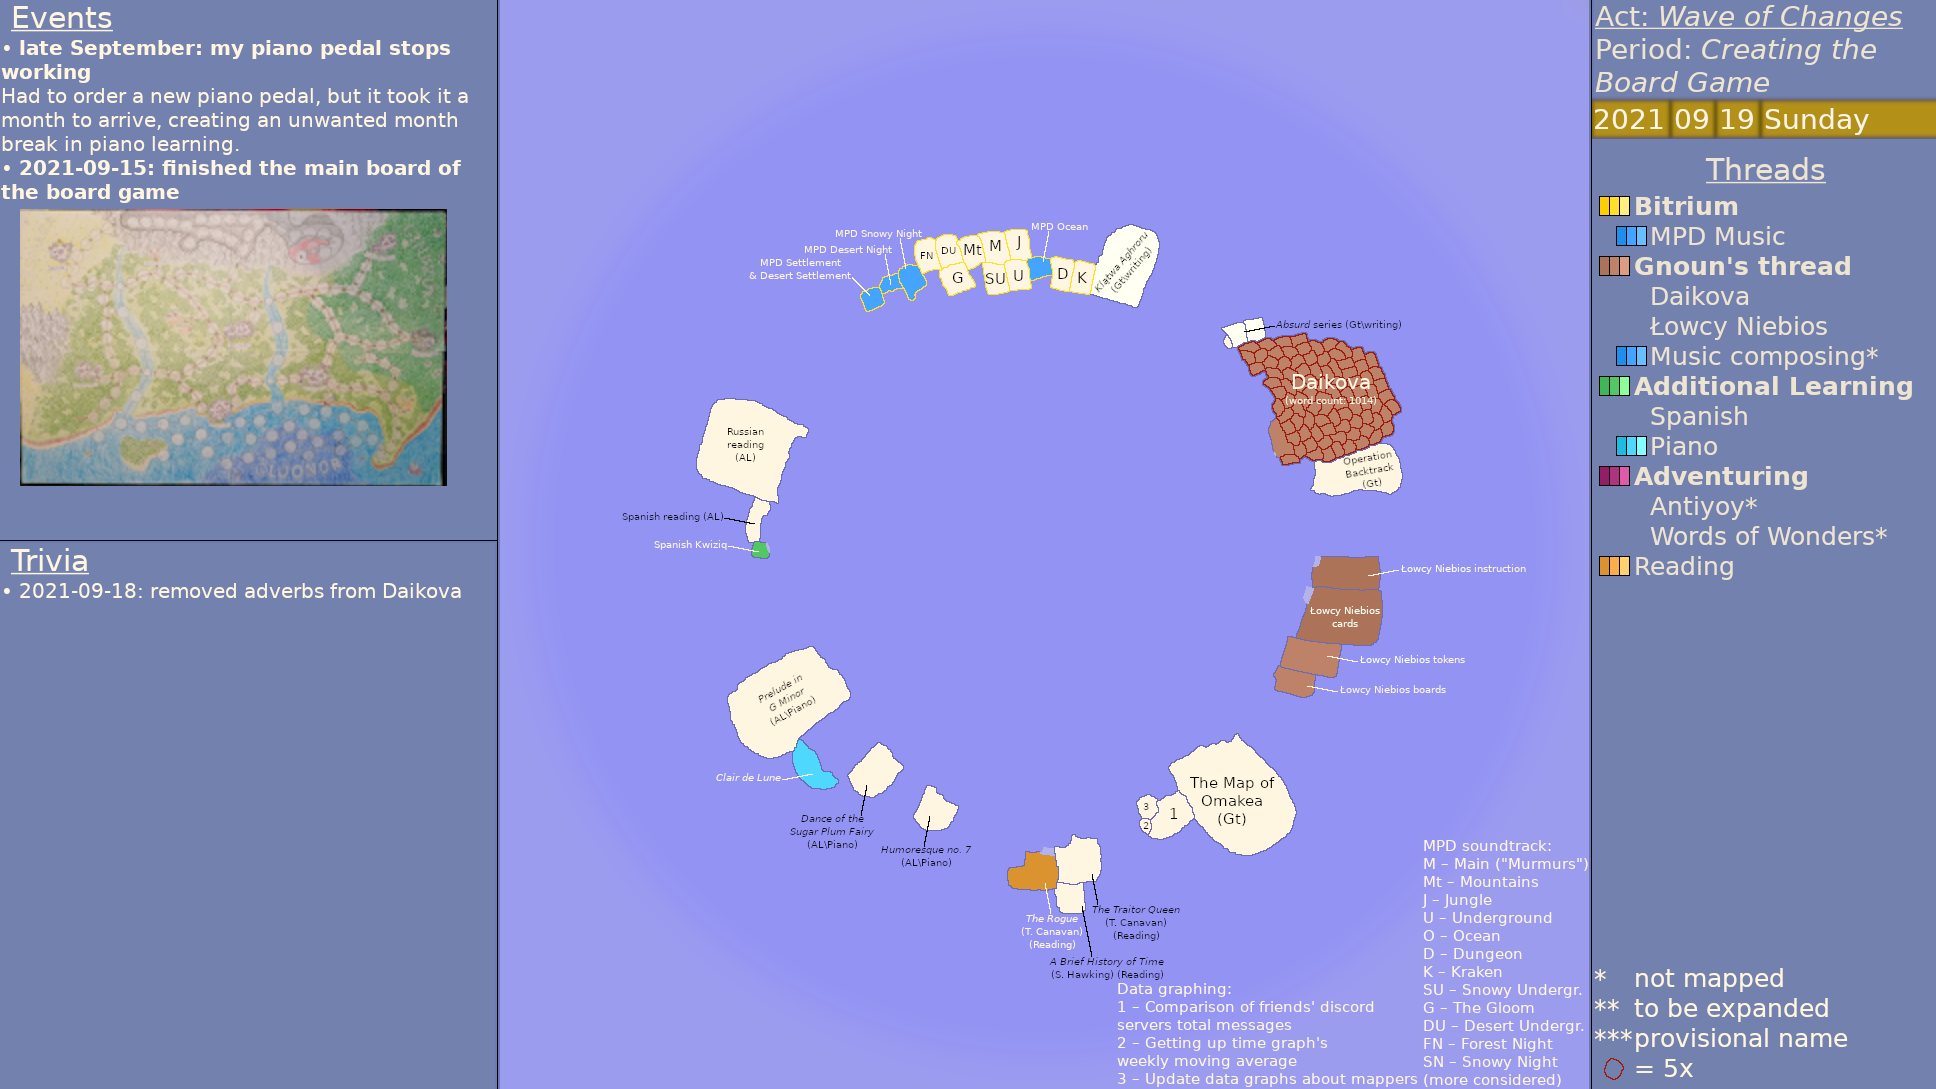 Events
• late September: my piano pedal stops
working
Had to order a new piano pedal, but it took it a
month to arrive, creating an unwanted month
break in piano learning.
• 2021-09-15: finished the main board of
the board game
Trivia
• 2021-09-18: removed adverbs from Daikova
MPD Snowy Night
MPD Desert Night
MPD Settlement
& Desert Settlement
FN
DU
Mt
M
J
MPD Ocean
G
SU
U
D
K
Klątwa Aghroru
(Gt\writing)
Absurd series (Gt\writing)
Daikova
(word count: 1014)
Operation
Backtrack
(Gt)
Russian
reading
(AL)
Spanish reading (AL)
Spanish Kwiziq
Łowcy Niebios instruction
Łowcy Niebios
cards
Łowcy Niebios tokens
Łowcy Niebios boards
Prelude in
G Minor
(AL\Piano)
Clair de Lune
Dance of the
Sugar Plum Fairy
(AL\Piano)
Humoresque no. 7
(AL\Piano)
The Map of
Omakea
(Gt)
3
2
1
The Rogue
(T. Canavan)
(Reading)
The Traitor Queen
(T. Canavan)
(Reading)
A Brief History of Time
(S. Hawking) (Reading)
Data graphing:
1 – Comparison of friends' discord
servers total messages
2 – Getting up time graph's
weekly moving average
3 – Update data graphs about mappers
MPD soundtrack:
M – Main ("Murmurs")
Mt – Mountains
J – Jungle
U – Underground
O – Ocean
D – Dungeon
K – Kraken
SU – Snowy Undergr.
G – The Gloom
DU – Desert Undergr.
FN – Forest Night
SN – Snowy Night
(more considered)
Act: Wave of Changes
Period: Creating the
Board Game
2021 09 19 Sunday
Threads
Bitrium
MPD Music
Gnoun's thread
Daikova
Łowcy Niebios
Music composing*
Additional Learning
Spanish
Piano
Adventuring
Antiyoy*
Words of Wonders*
Reading
* not mapped
** to be expanded
*** provisional name
= 5x